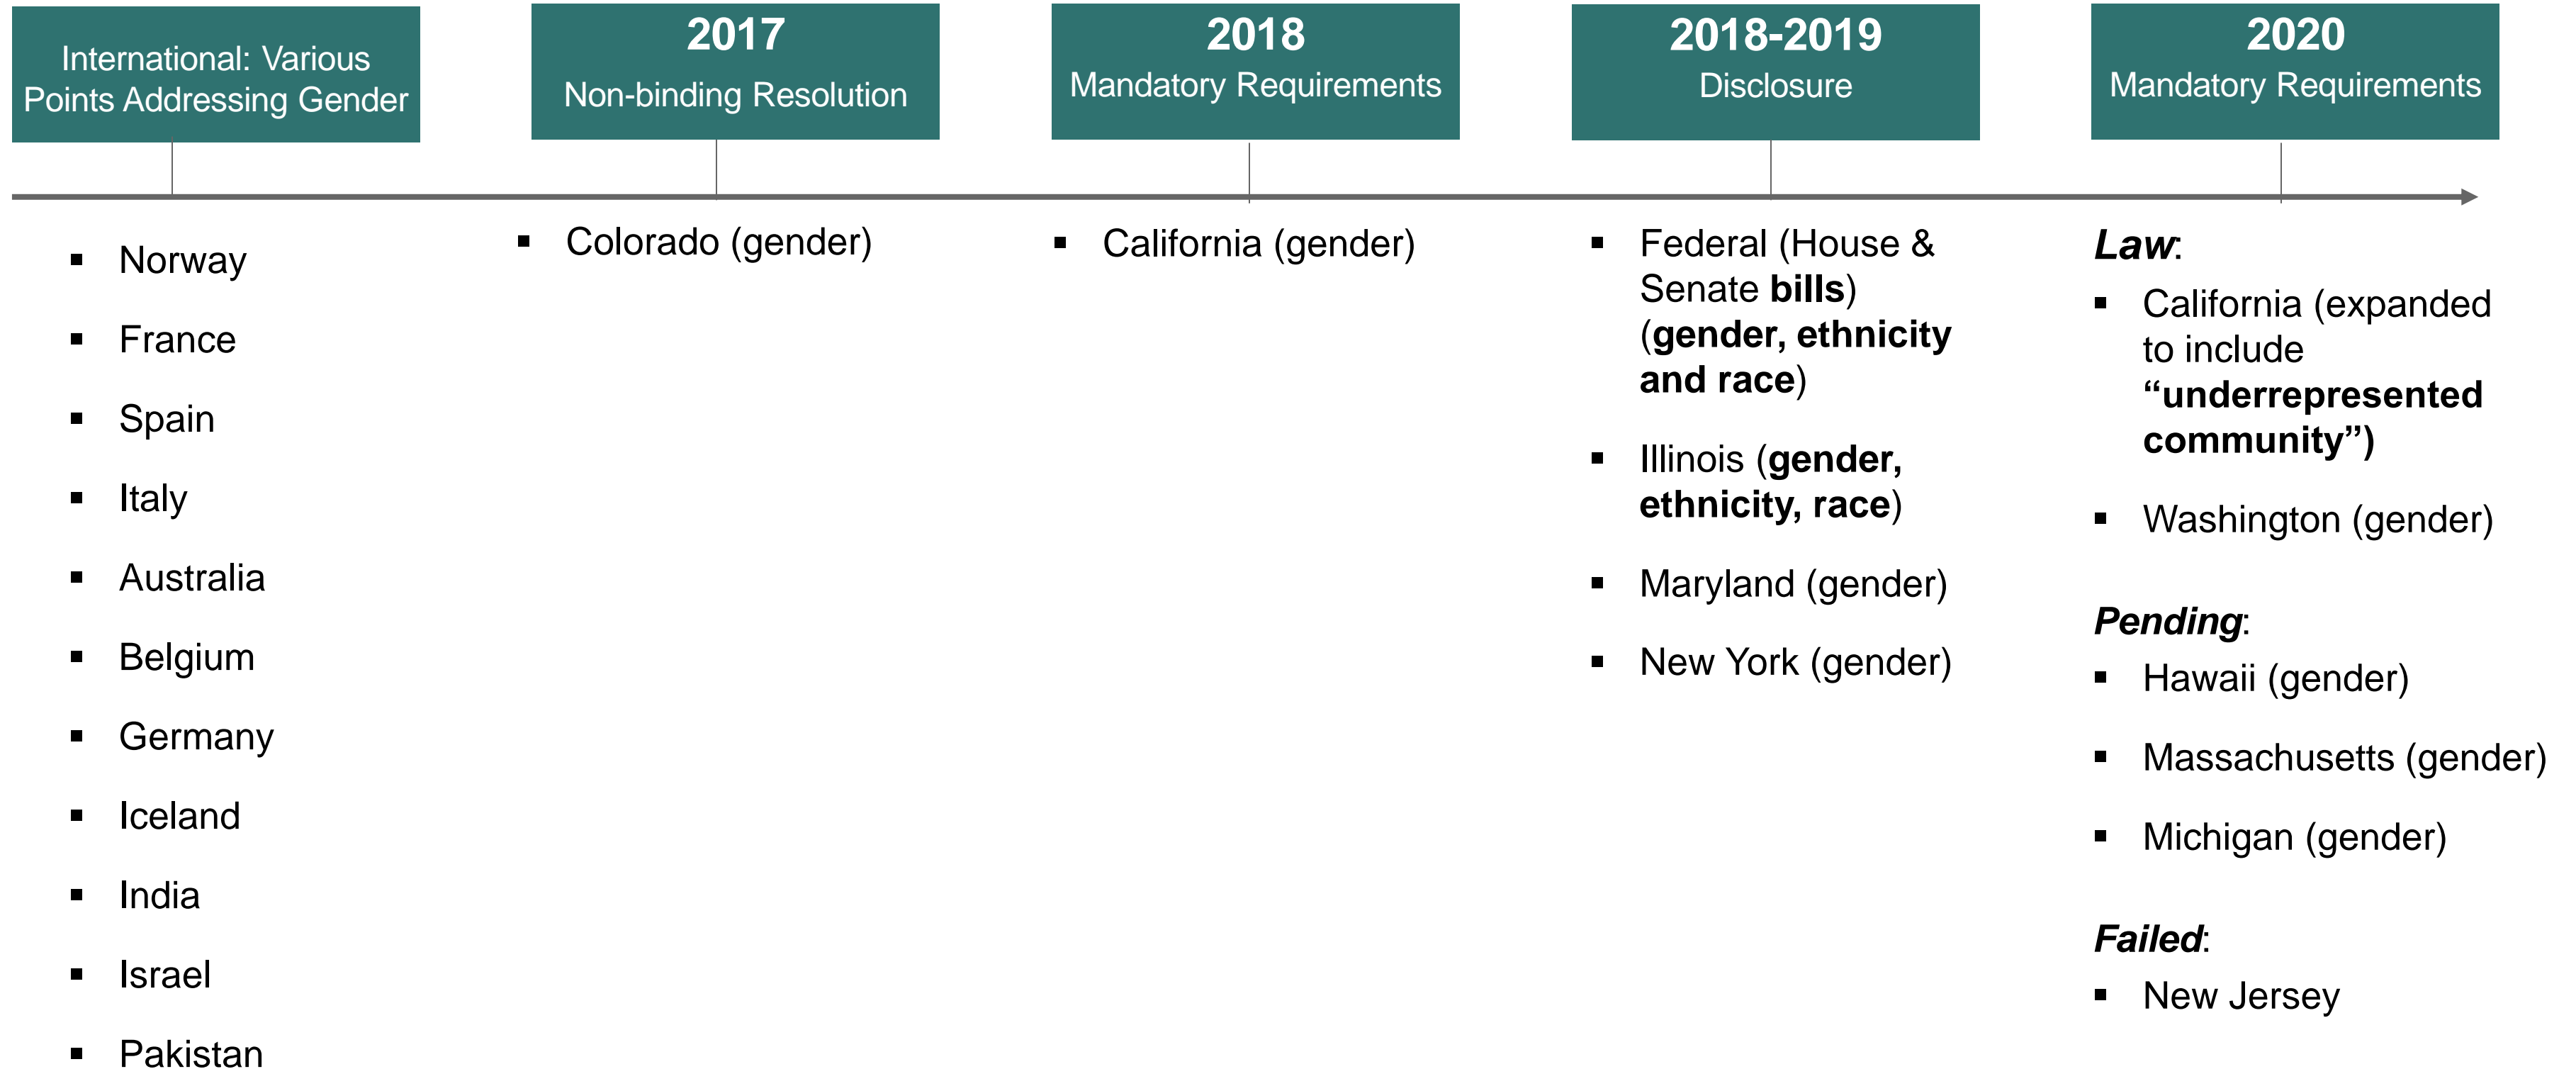 International: Various
Points Addressing Gender
▪ Norway
▪ France
▪ Spain
▪ Italy
▪ Australia
▪ Belgium
▪ Germany
▪ Iceland
▪ India
▪ Israel
▪ Pakistan
2017
Non-binding Resolution
▪ Colorado (gender)
2018
Mandatory Requirements
▪ California (gender)
2018-2019
Disclosure
▪ Federal (House &
Senate bills)
(gender, ethnicity
and race)
▪ Illinois (gender,
ethnicity, race)
▪ Maryland (gender)
▪ New York (gender)
2020
Mandatory Requirements
Law:
▪ California (expanded
to include
“underrepresented
community”)
▪ Washington (gender)
Pending:
▪ Hawaii (gender)
▪ Massachusetts (gender)
▪ Michigan (gender)
Failed:
▪ New Jersey